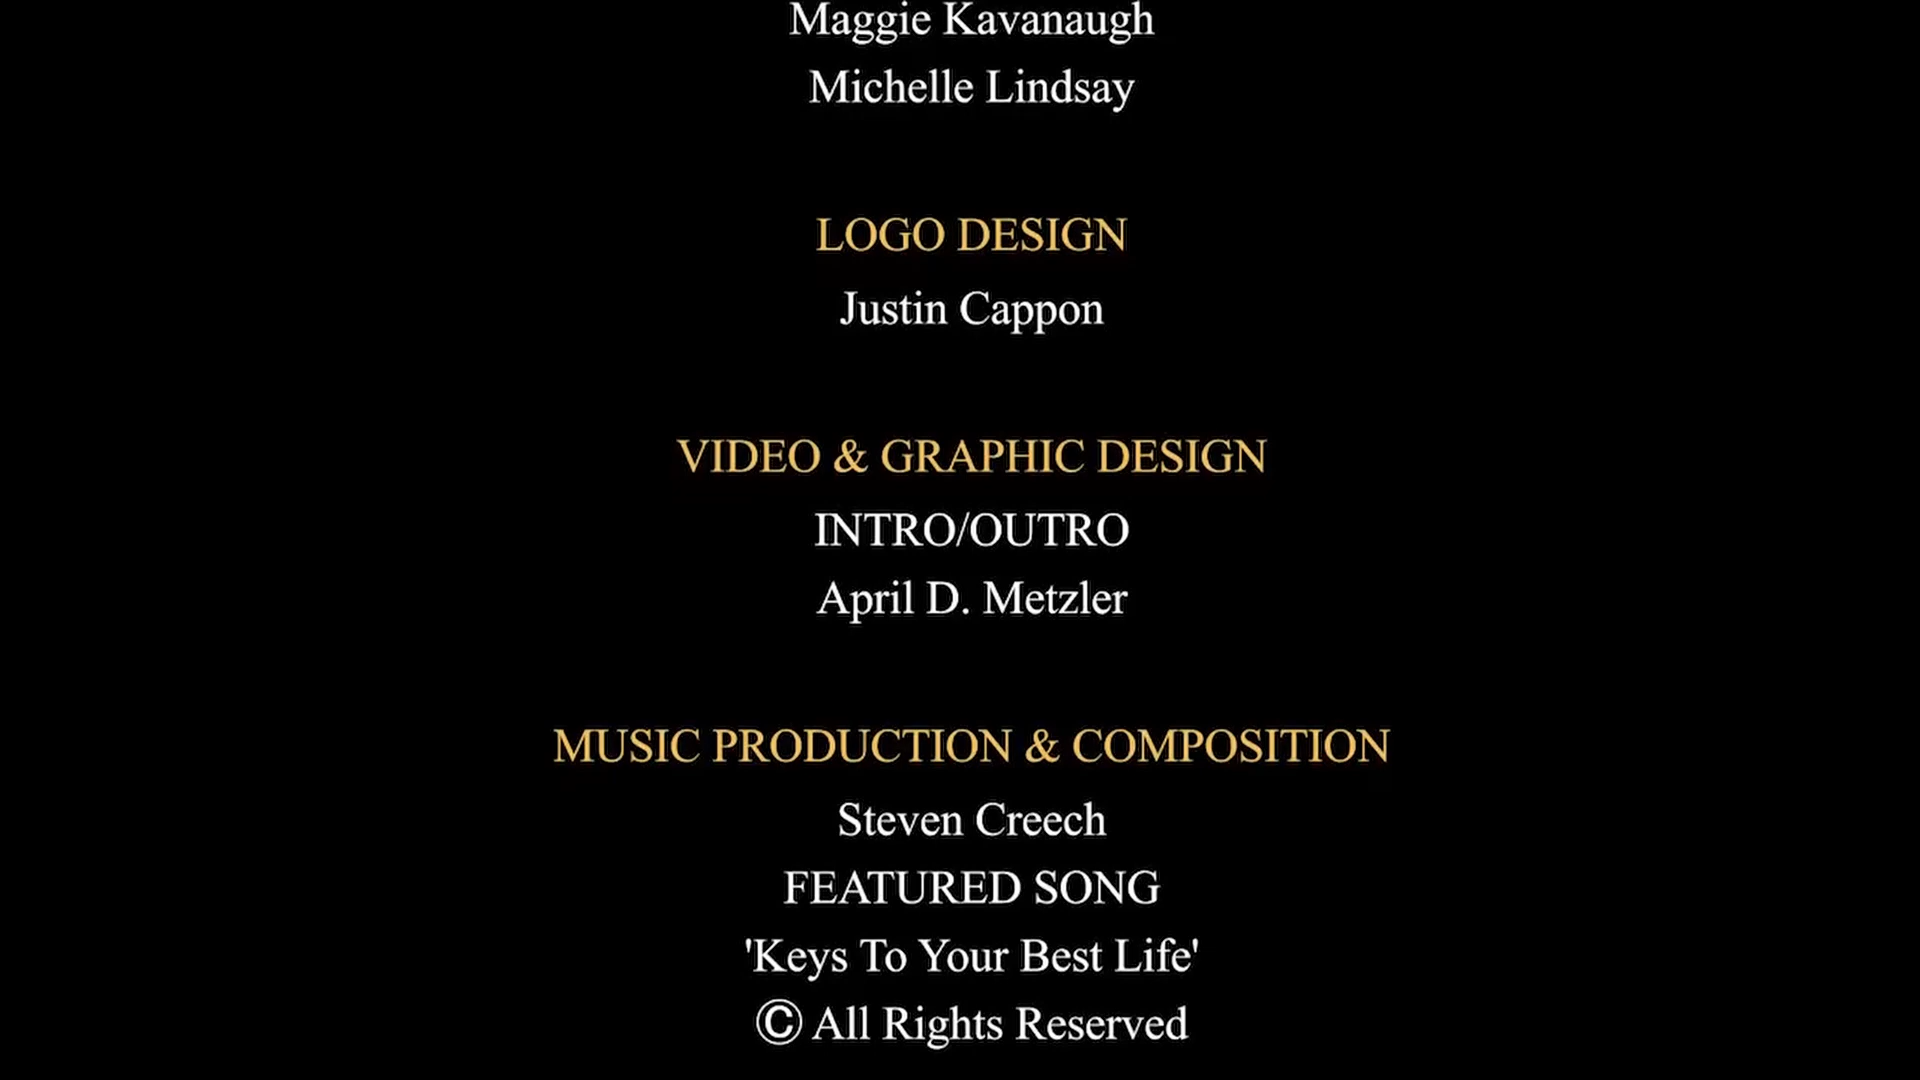 Maggie Kavanaugh
Michelle Lindsay
LOGO DESIGN
Justin Cappon
VIDEO & GRAPHIC DESIGN
INTRO/OUTRO
April D. Metzler
MUSIC PRODUCTION & COMPOSITION
Steven Creech
FEATURED SONG
'Keys To Your Best Life'
© All Rights Reserved